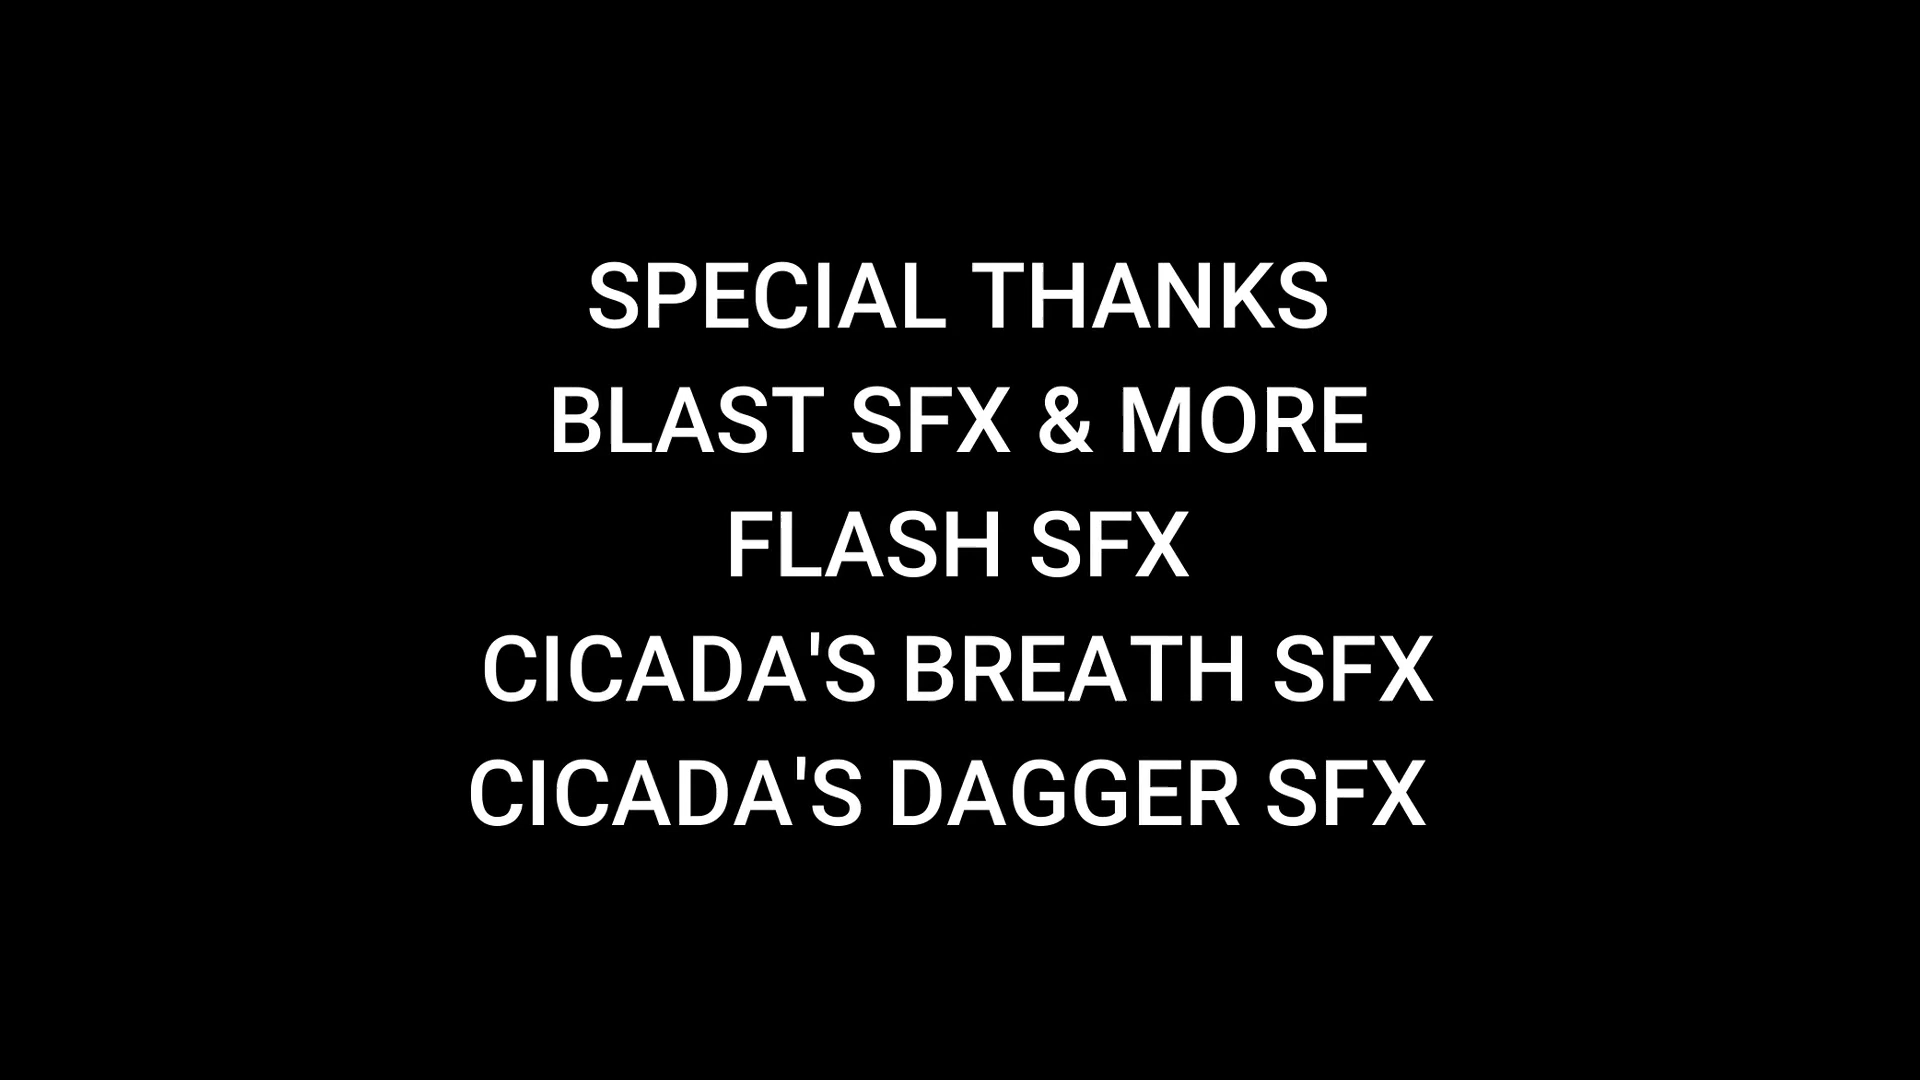 SPECIAL THANKS
BLAST SFX & MORE
FLASH SFX
CICADA'S BREATH SFX
CICADA'S DAGGER SFX